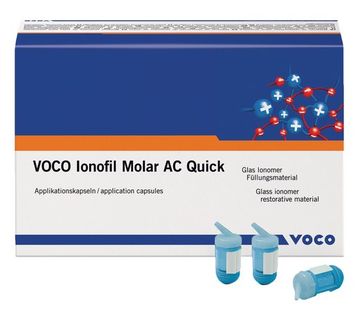 VOCO Ionofil Molar AC Quick
Glas Ionomer
Füllungsmaterial
Applikationskapseln / application capsules
Glass ionomer
restorative material
VOCO